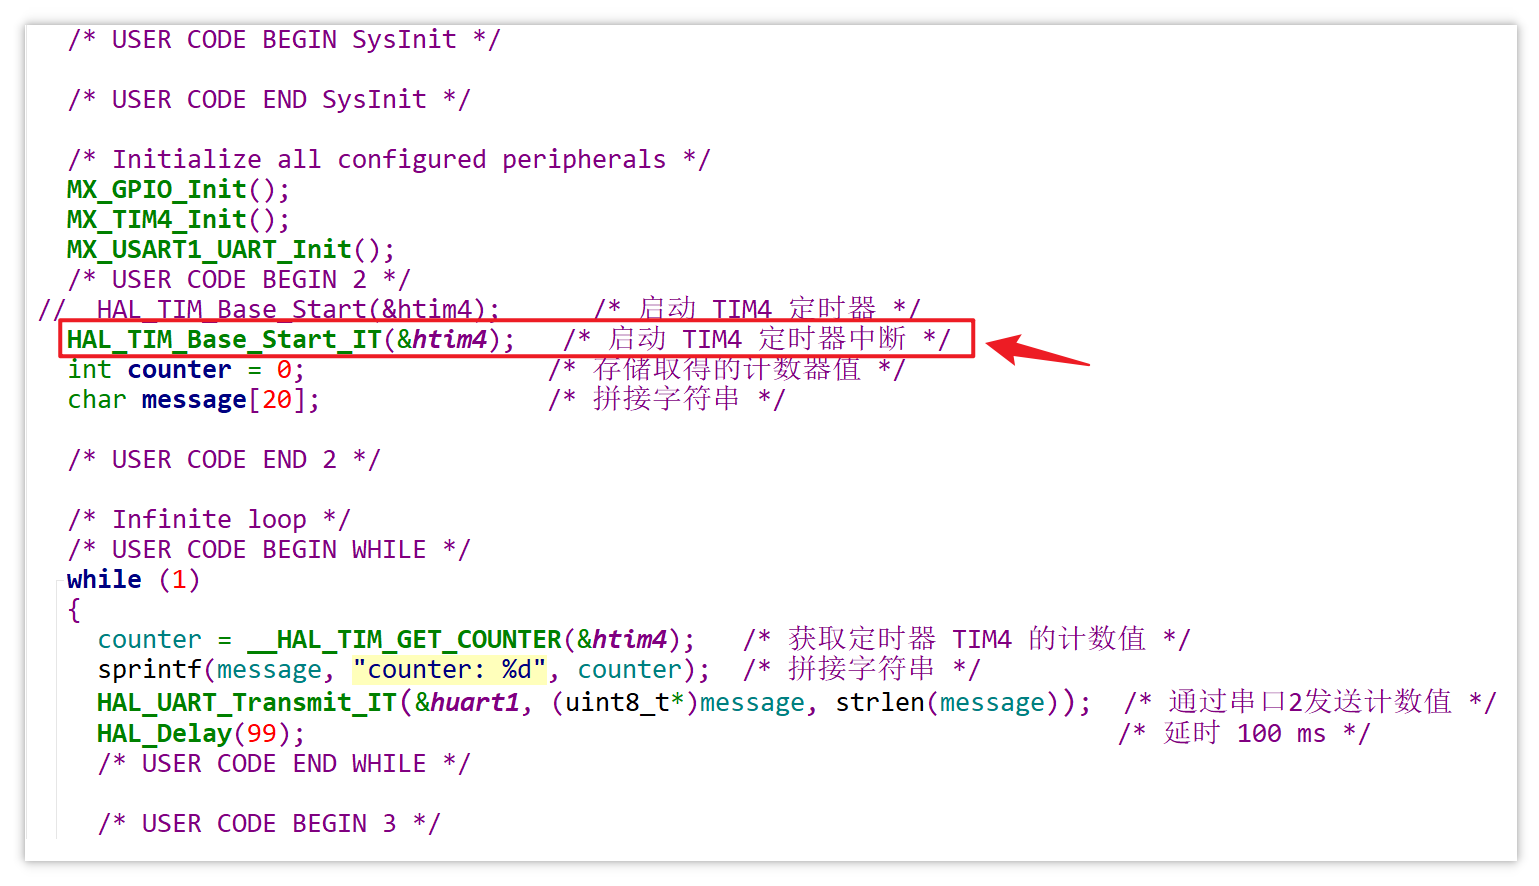 /* USER CODE BEGIN SysInit */
/* USER CODE END SysInit */
/* Initialize all configured peripherals */
MX_GPIO_Init();
MX_TIM4_Init();
MX_USART1_UART_Init();
/* USER CODE BEGIN 2 */
//  HAL_TIM_Base_Start(&htim4);      /* 启动 TIM4 定时器 */
HAL_TIM_Base_Start_IT(&htim4);   /* 启动 TIM4 定时器中断 */
int counter = 0;                /* 存储取得的计数器值 */
char message[20];               /* 拼接字符串 */
/* USER CODE END 2 */
/* Infinite loop */
/* USER CODE BEGIN WHILE */
while (1)
{
counter = __HAL_TIM_GET_COUNTER(&htim4);   /* 获取定时器 TIM4 的计数值 */
sprintf(message, "counter: %d", counter);  /* 拼接字符串 */
HAL_UART_Transmit_IT(&huart1, (uint8_t*)message, strlen(message));  /* 通过串口2发送计数值 */
HAL_Delay(99);                                                      /* 延时 100 ms */
/* USER CODE END WHILE */
/* USER CODE BEGIN 3 */